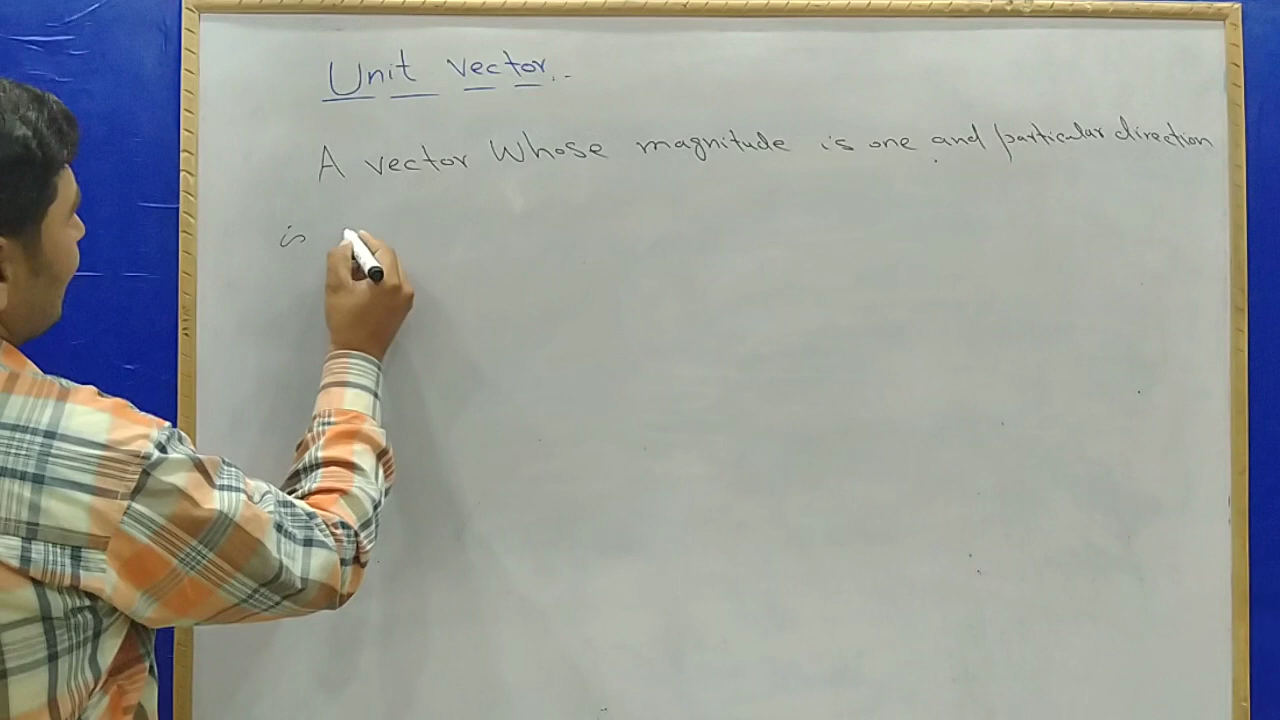 Unit vector...
A vector Whose magnitude is one and particular direction
is